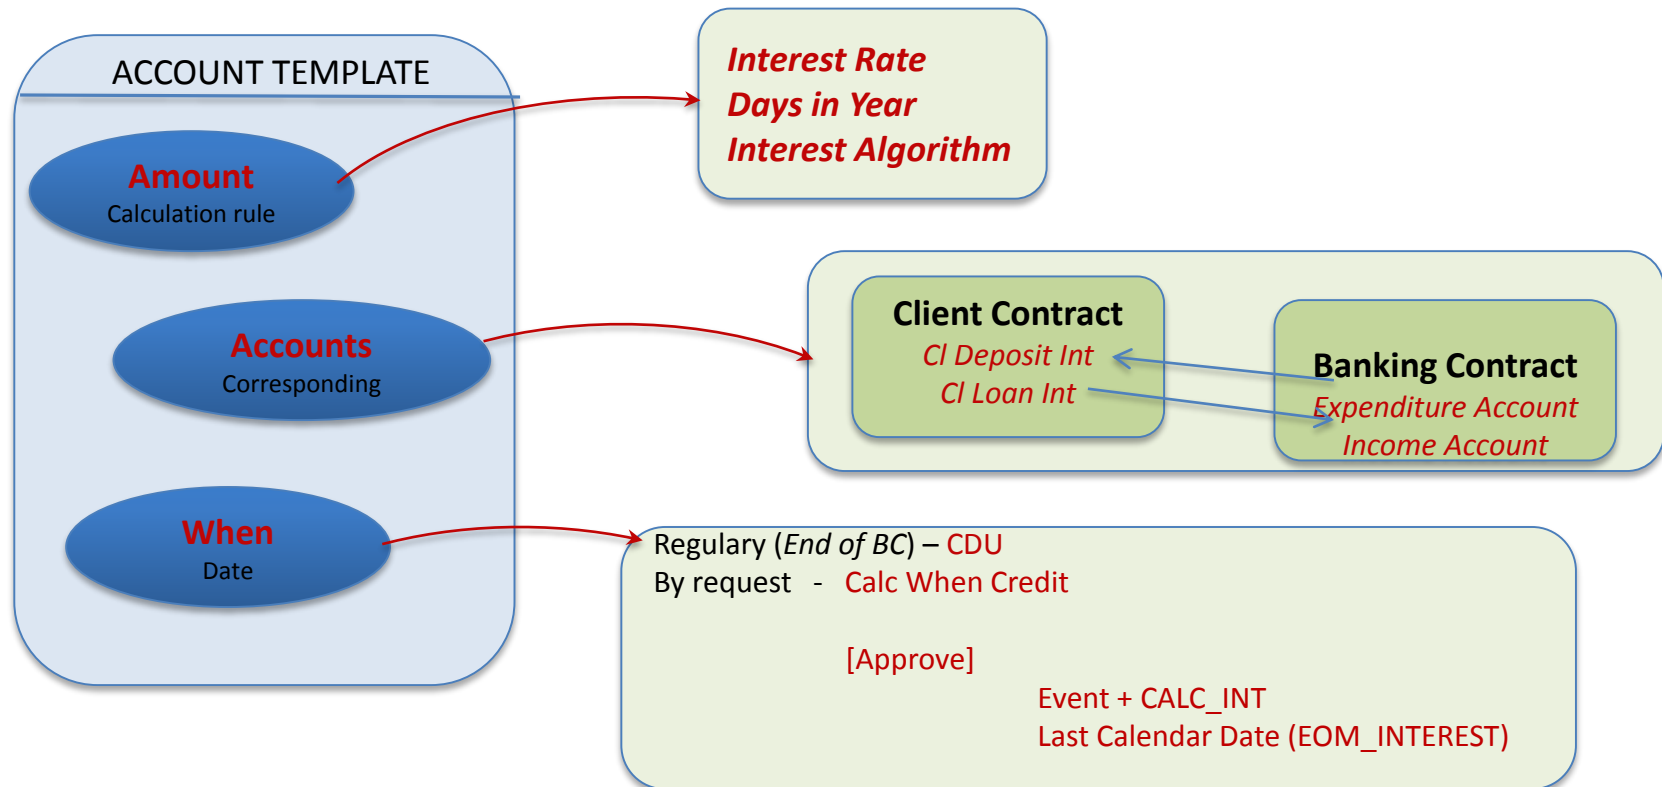 ACCOUNT TEMPLATE
Amount
Calculation rule
Accounts
Corresponding
When
Date
Interest Rate
Days in Year
Interest Algorithm
Client Contract
Cl Deposit Int
Cl Loan Int
Banking Contract
Expenditure Account
Income Account
Regulary (End of BC) – CDU
By request - Calc When Credit
[Approve]
Event + CALC_INT
Last Calendar Date (EOM_INTEREST)